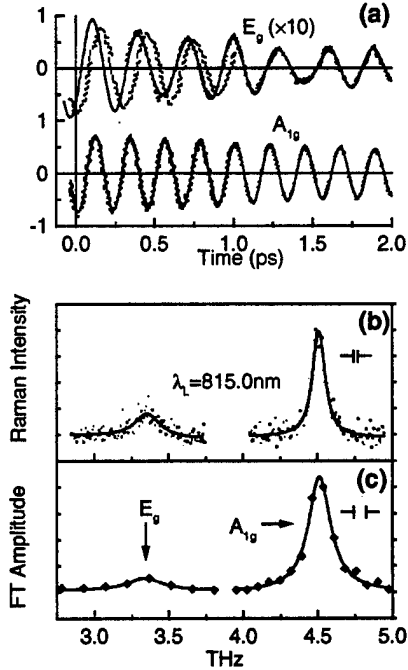 (a)
E_g (×10)
1
0
1
A_1g
0
-1
0.0 0.5 1.0 1.5 2.0
Time (ps)
(b)
Raman Intensity
λ_L=815.0nm
(c)
FT Amplitude
E_g
A_1g
3.0 3.5 4.0 4.5 5.0
THz